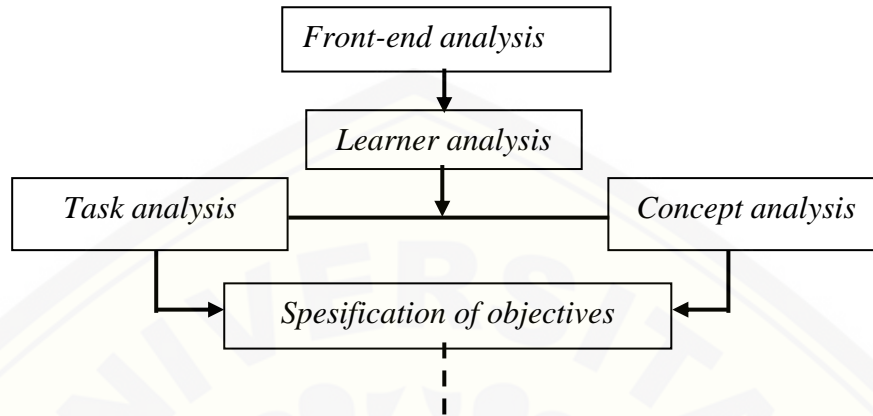 Front-end analysis
Learner analysis
Task analysis
Concept analysis
Spesification of objectives